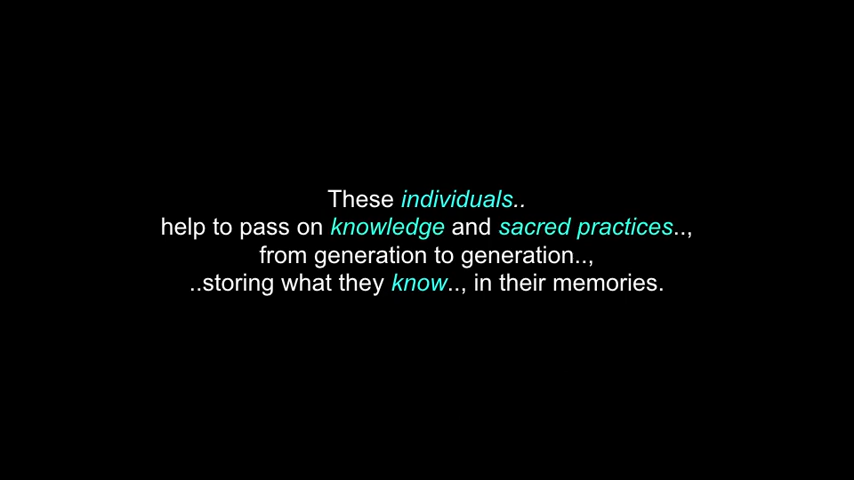 These individuals..
help to pass on knowledge and sacred practices..,
from generation to generation..,
..storing what they know.., in their memories.